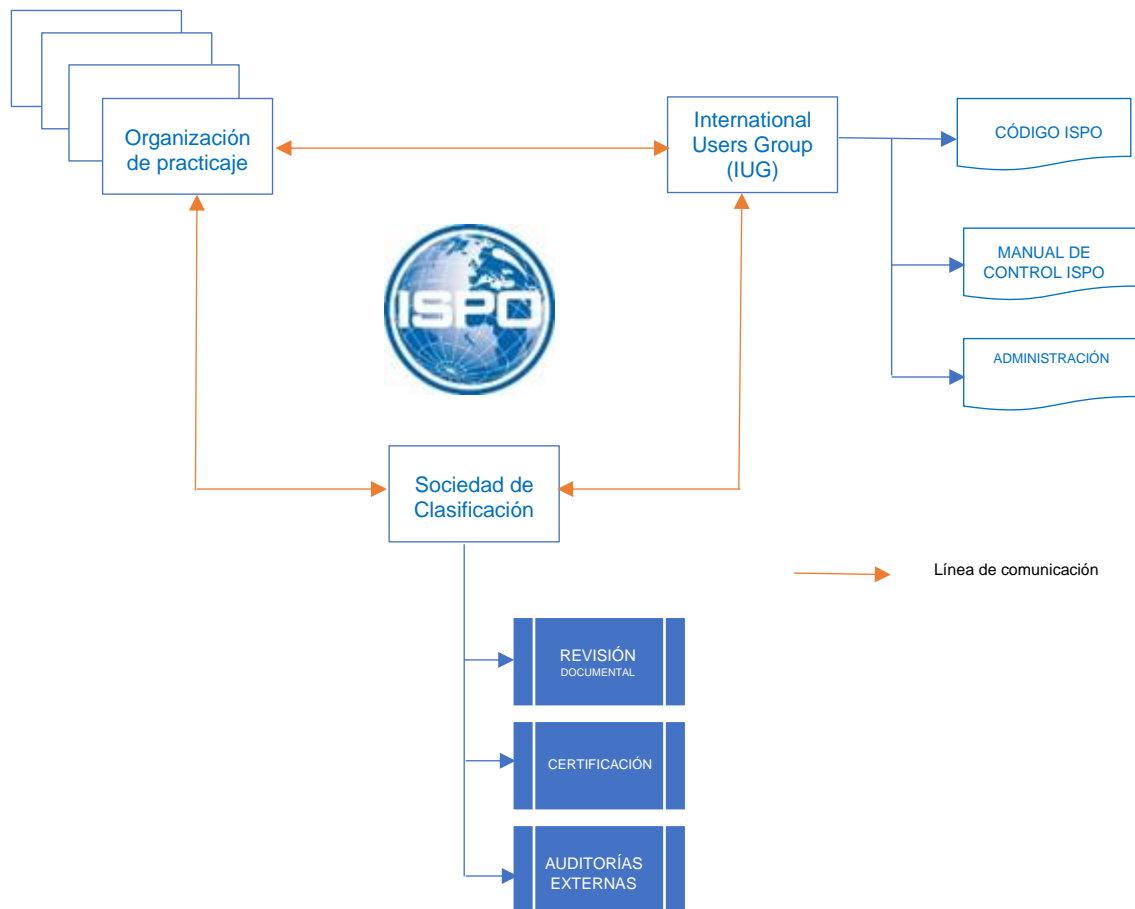 Organización
de practicaje
International
Users Group
(IUG)
CÓDIGO ISPO
MANUAL DE
CONTROL ISPO
ADMINISTRACIÓN
ISPO
Sociedad de
Clasificación
Línea de comunicación
REVISIÓN
DOCUMENTAL
CERTIFICACIÓN
AUDITORÍAS
EXTERNAS